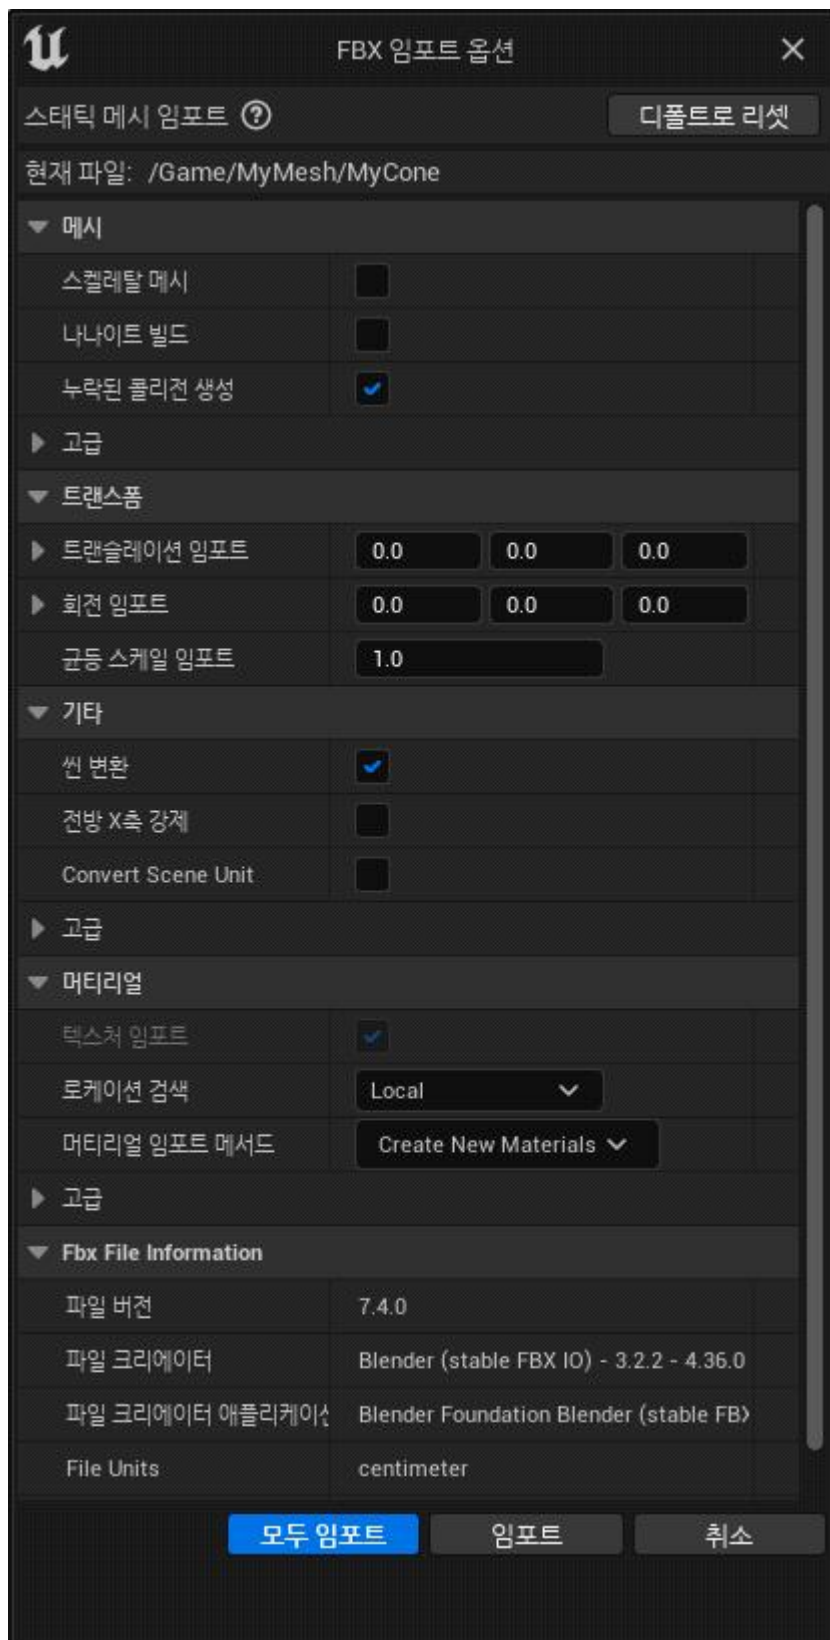 FBX 임포트 옵션
스태틱 메시 임포트
디폴트로 리셋
현재 파일: /Game/MyMesh/MyCone
메시
스켈레탈 메시
나나이트 빌드
누락된 콜리전 생성
고급
트랜스폼
트랜슬레이션 임포트 0.0 0.0 0.0
회전 임포트 0.0 0.0 0.0
균등 스케일 임포트 1.0
기타
씬 변환
전방 X축 강제
Convert Scene Unit
고급
머티리얼
텍스처 임포트
로케이션 검색 Local
머티리얼 임포트 메서드 Create New Materials
고급
Fbx File Information
파일 버전 7.4.0
파일 크리에이터 Blender (stable FBX IO) - 3.2.2 - 4.36.0
파일 크리에이터 애플리케이션 Blender Foundation Blender (stable FBX
File Units centimeter
모두 임포트 임포트 취소